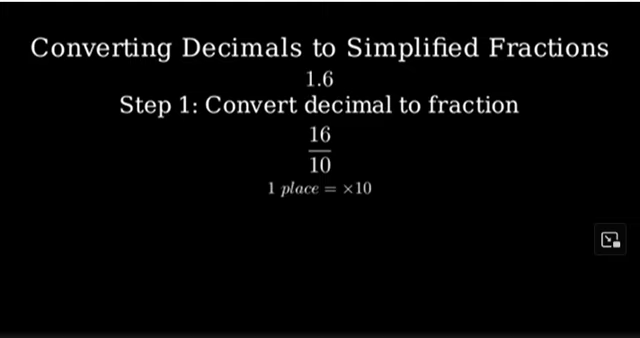 Converting Decimals to Simplified Fractions
1.6
Step 1: Convert decimal to fraction
16
10
1 place = ×10